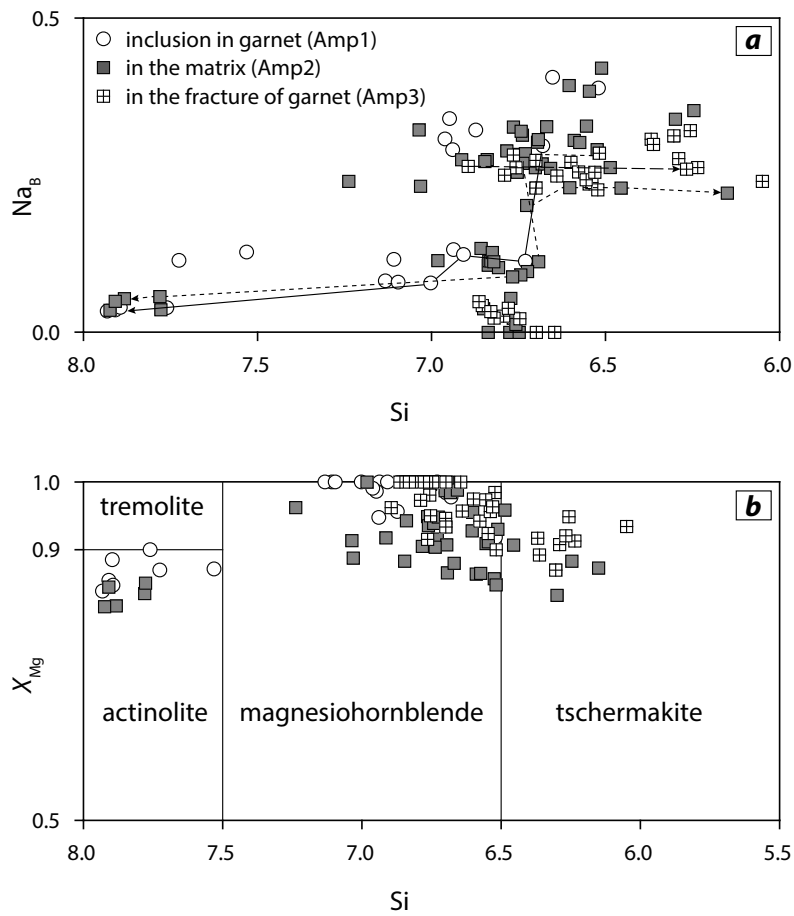 0.5
inclusion in garnet (Amp1)
a
in the matrix (Amp2)
in the fracture of garnet (Amp3)
NaB
0.0
8.0 7.5 7.0 6.5 6.0
Si
1.0
tremolite
b
0.9
XMg
actinolite magnesiohornblende tschermakite
0.5
8.0 7.5 7.0 6.5 6.0 5.5
Si